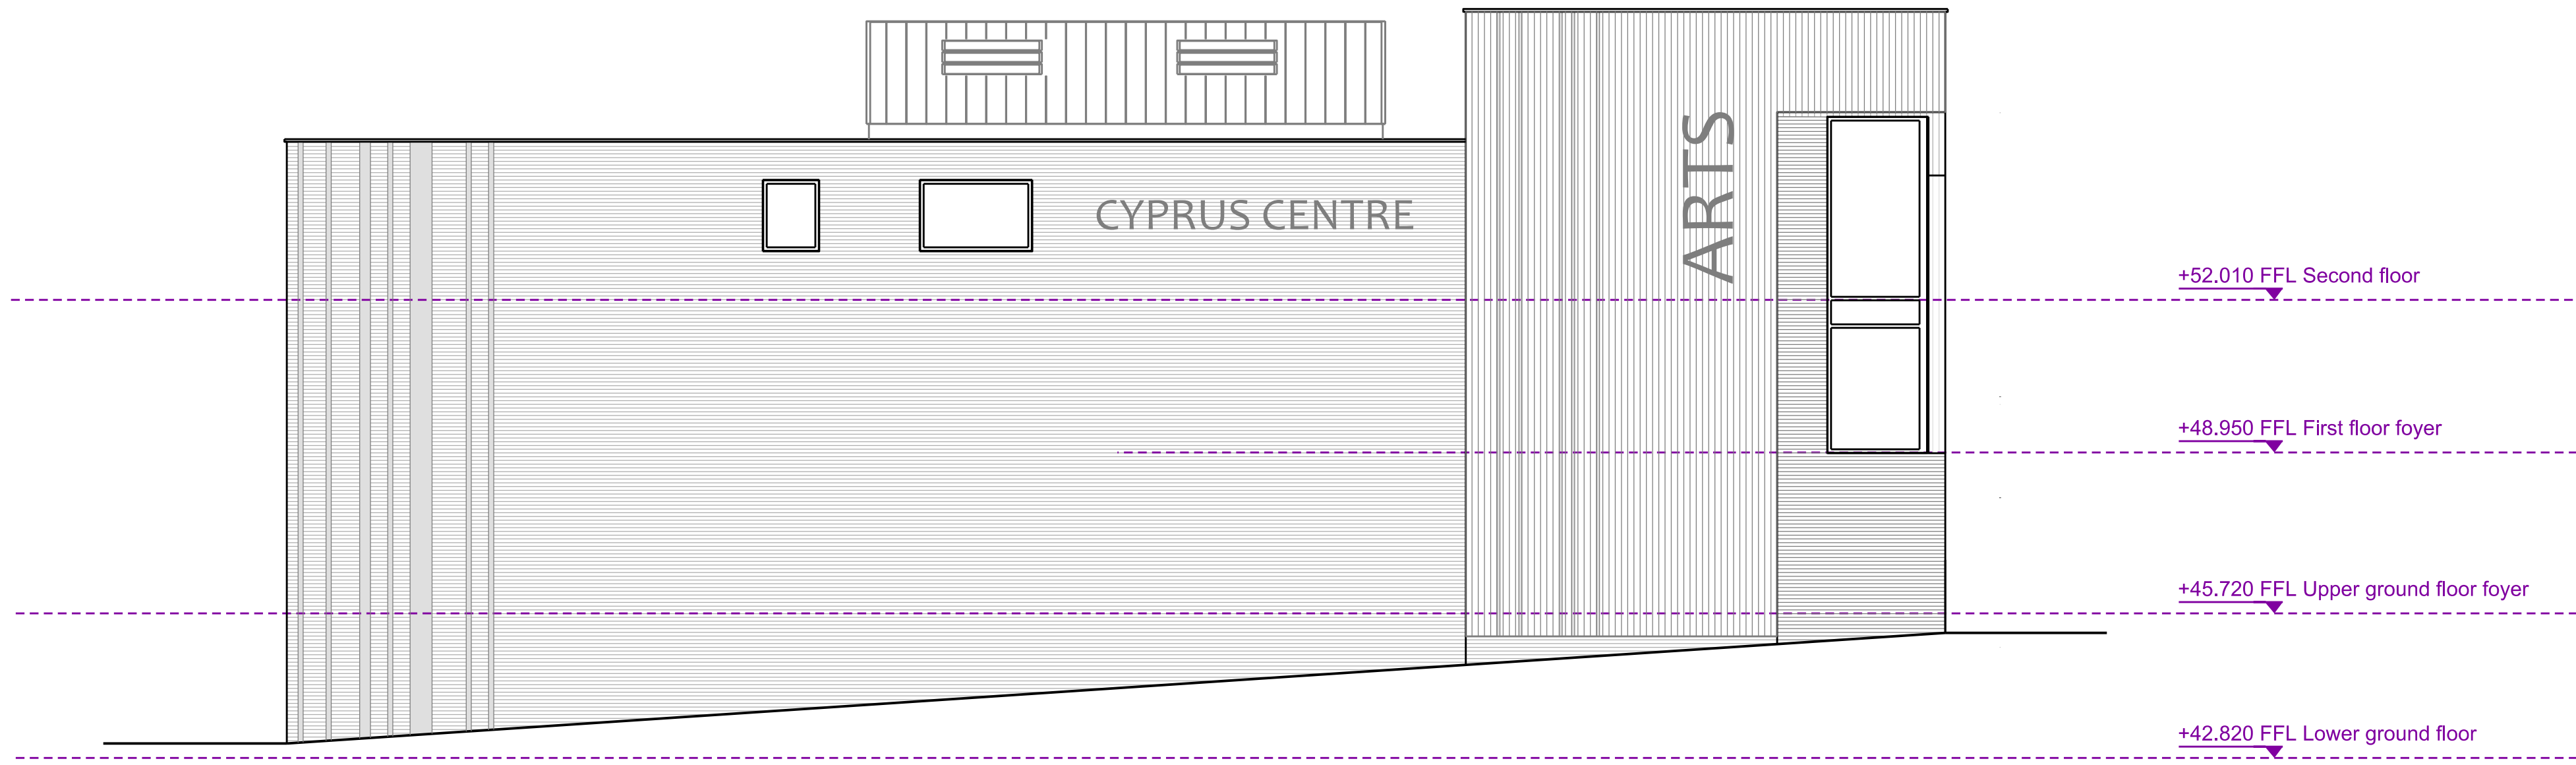 CYPRUS CENTRE
ARTS
+52.010 FFL Second floor
+48.950 FFL First floor foyer
+45.720 FFL Upper ground floor foyer
+42.820 FFL Lower ground floor